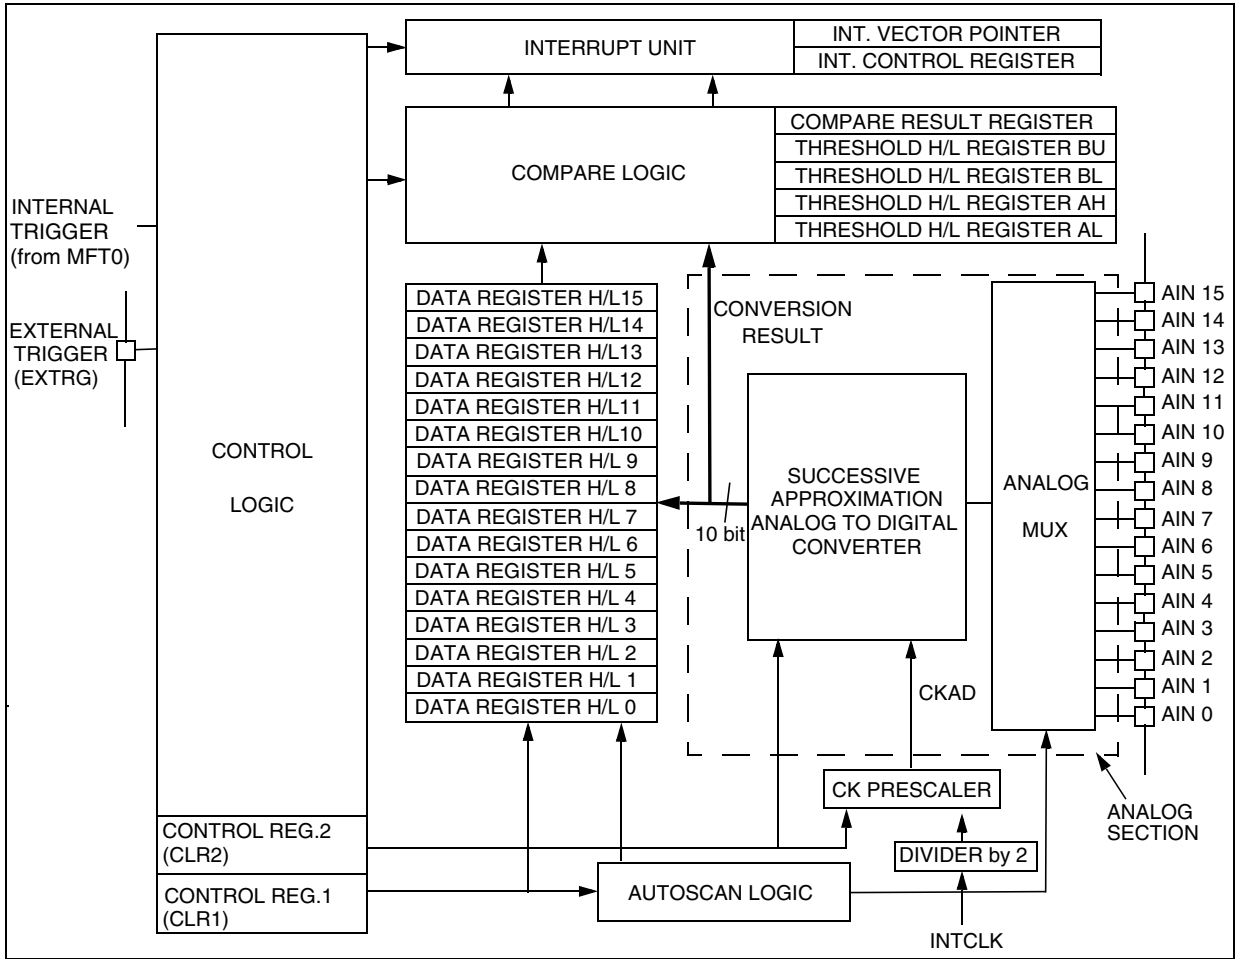 INTERRUPT UNIT
INT. VECTOR POINTER
INT. CONTROL REGISTER
COMPARE LOGIC
COMPARE RESULT REGISTER
THRESHOLD H/L REGISTER BU
THRESHOLD H/L REGISTER BL
THRESHOLD H/L REGISTER AH
THRESHOLD H/L REGISTER AL
INTERNAL
TRIGGER
(from MFT0)
EXTERNAL
TRIGGER
(EXTRG)
CONTROL
LOGIC
DATA REGISTER H/L15
DATA REGISTER H/L14
DATA REGISTER H/L13
DATA REGISTER H/L12
DATA REGISTER H/L11
DATA REGISTER H/L10
DATA REGISTER H/L 9
DATA REGISTER H/L 8
DATA REGISTER H/L 7
DATA REGISTER H/L 6
DATA REGISTER H/L 5
DATA REGISTER H/L 4
DATA REGISTER H/L 3
DATA REGISTER H/L 2
DATA REGISTER H/L 1
DATA REGISTER H/L 0
CONVERSION
RESULT
10 bit
SUCCESSIVE
APPROXIMATION
ANALOG TO DIGITAL
CONVERTER
ANALOG
MUX
AIN 15
AIN 14
AIN 13
AIN 12
AIN 11
AIN 10
AIN 9
AIN 8
AIN 7
AIN 6
AIN 5
AIN 4
AIN 3
AIN 2
AIN 1
AIN 0
CKAD
CK PRESCALER
ANALOG
SECTION
DIVIDER by 2
CONTROL REG.2
(CLR2)
CONTROL REG.1
(CLR1)
AUTOSCAN LOGIC
INTCLK